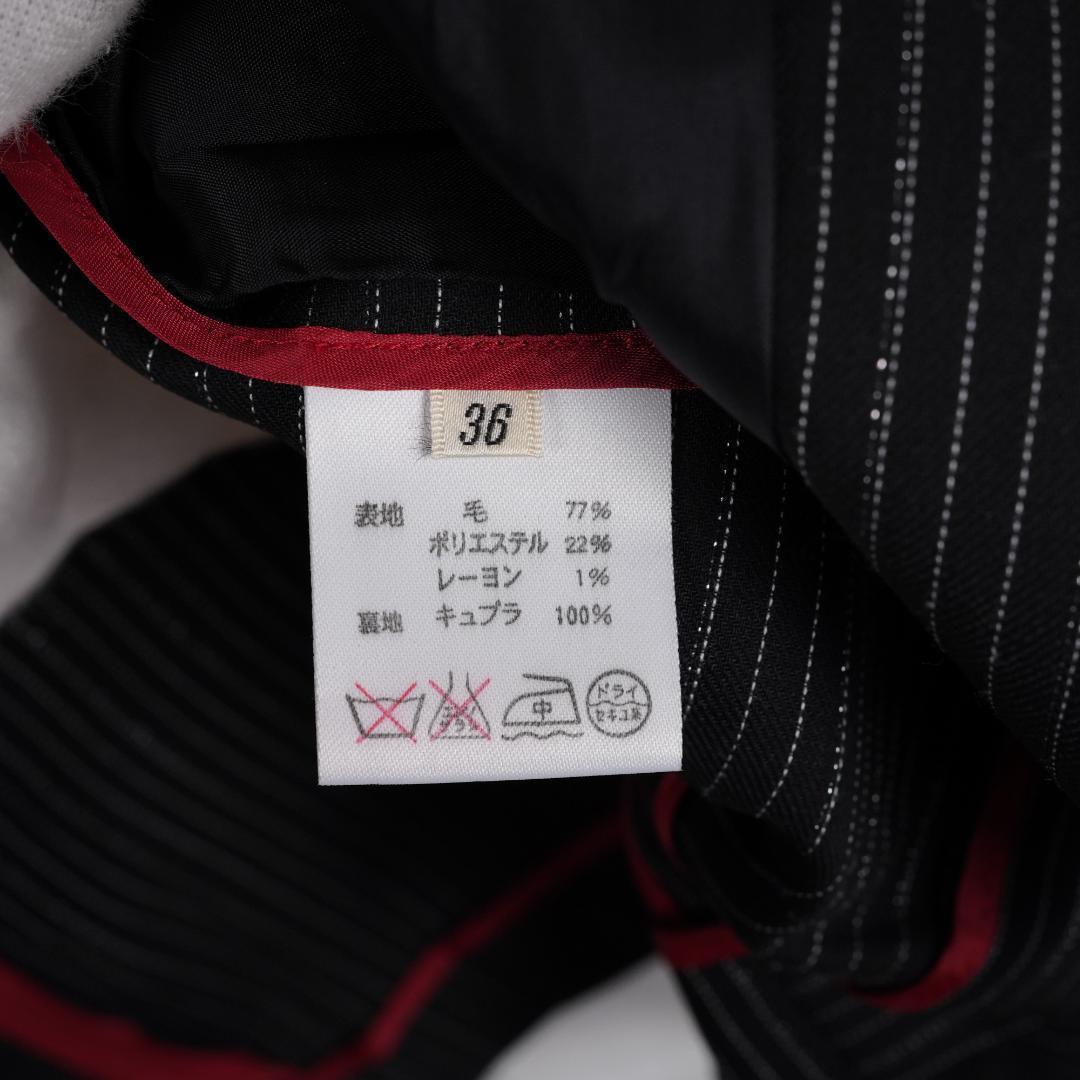 36
表地 毛 77%
ポリエステル 22%
レーヨン 1%
裏地 キュプラ 100%
中 ドライ
セキユ系